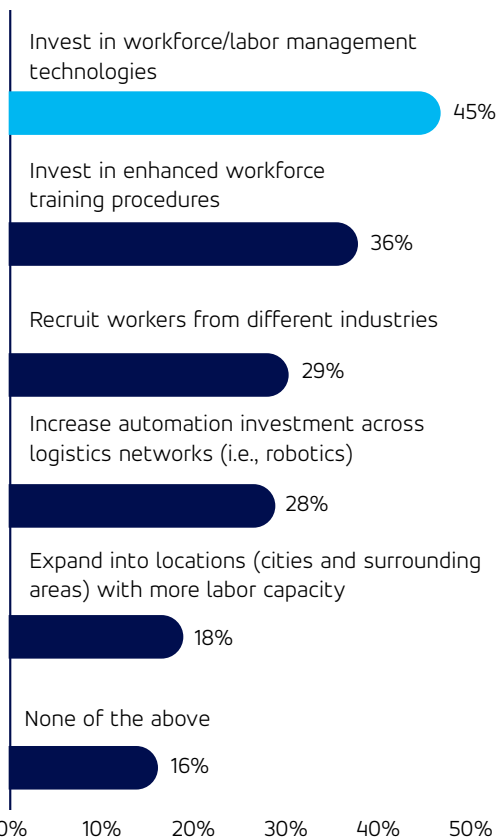 Invest in workforce/labor management
technologies
45%
Invest in enhanced workforce
training procedures
36%
Recruit workers from different industries
29%
Increase automation investment across
logistics networks (i.e., robotics)
28%
Expand into locations (cities and surrounding
areas) with more labor capacity
18%
None of the above
16%
0% 10% 20% 30% 40% 50%